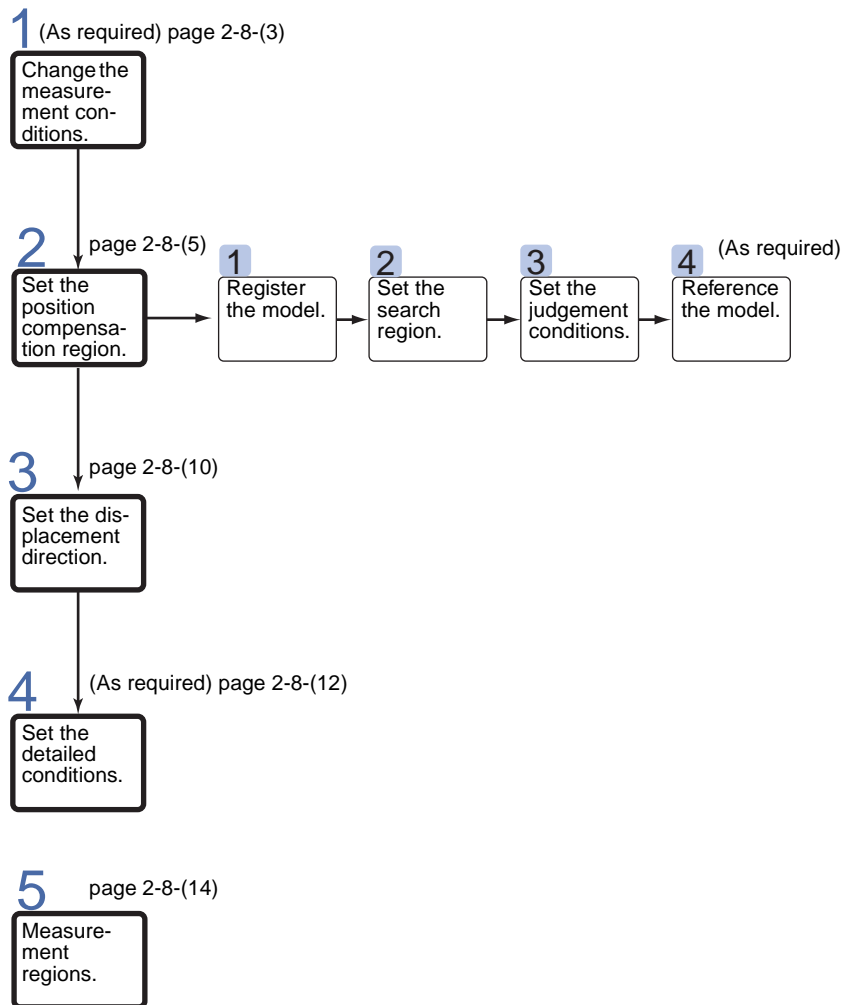 1 (As required) page 2-8-(3)
Change the
measure-
ment con-
ditions.
2 page 2-8-(5)
Set the
position
compensa-
tion region.
1
Register
the model.
2
Set the
search
region.
3
Set the
judgement
conditions.
4 (As required)
Reference
the model.
3 page 2-8-(10)
Set the dis-
placement
direction.
4 (As required) page 2-8-(12)
Set the
detailed
conditions.
5 page 2-8-(14)
Measure-
ment
regions.